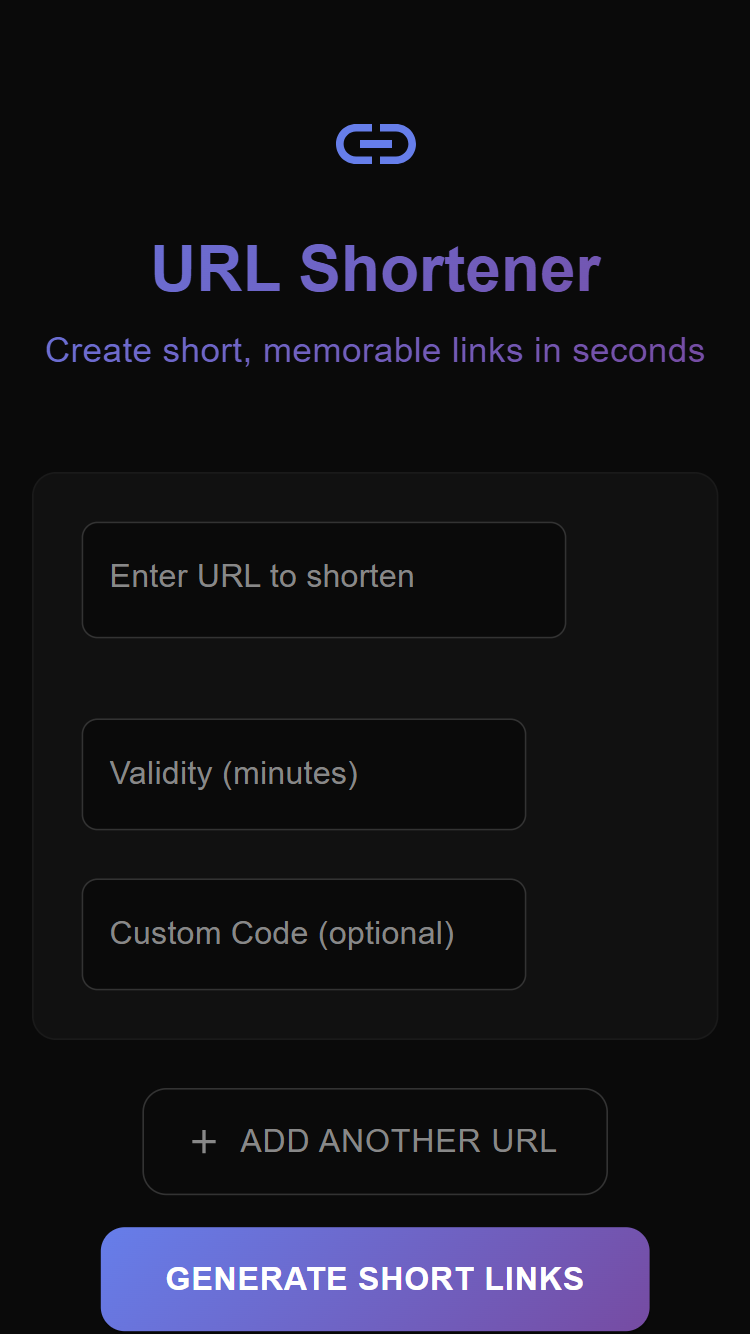 URL Shortener
Create short, memorable links in seconds
Enter URL to shorten
Validity (minutes)
Custom Code (optional)
+ ADD ANOTHER URL
GENERATE SHORT LINKS